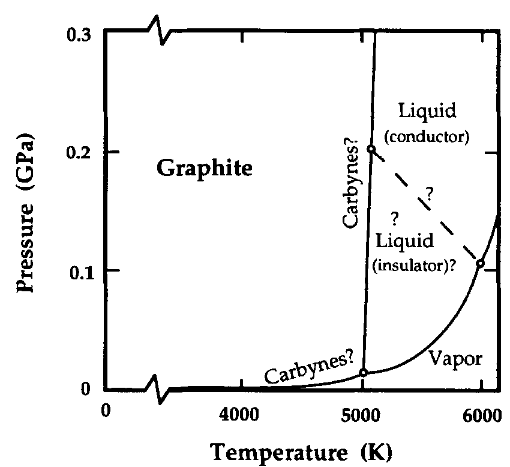 0.3
0.2
0.1
0
Pressure (GPa)
Graphite
Carbynes?
Liquid
(conductor)
?
?
Liquid
(insulator)?
Carbynes?
Vapor
0
4000
5000
6000
Temperature (K)